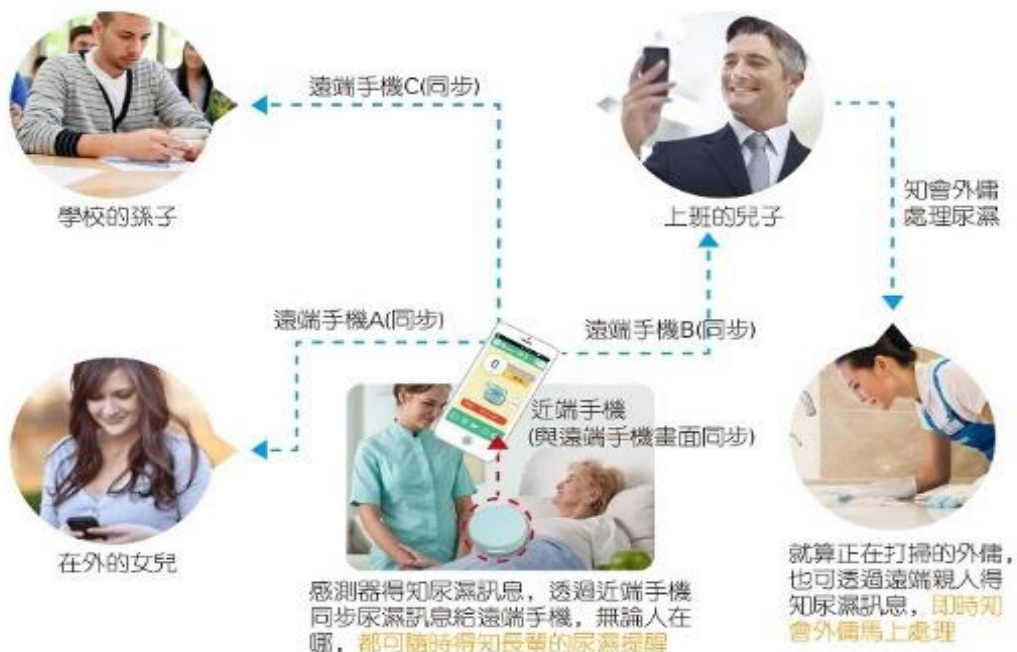 遠端手機C(同步)
學校的孫子
上班的兒子
知會外傭
處理尿濕
遠端手機A(同步)
遠端手機B(同步)
近端手機
(與遠端手機畫面同步)
在外的女兒
感測器得知尿濕訊息，透過近端手機
同步尿濕訊息給遠端手機，無論人在
哪，都可隨時得知長輩的尿濕提醒
就算正在打掃的外傭，
也可透過遠端親人得
知尿濕訊息，即時知
會外傭馬上處理